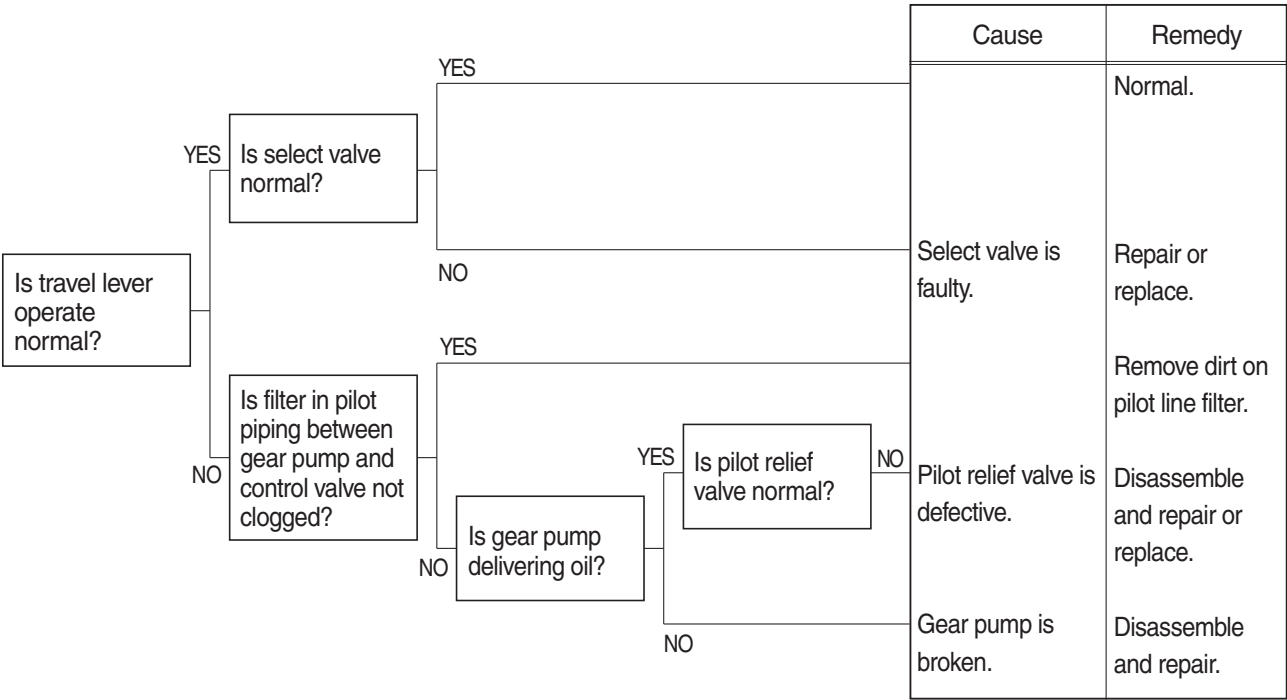 Cause
Remedy
YES
Normal.
YES
Is select valve
normal?
NO
Select valve is
faulty.
Repair or
replace.
Is travel lever
operate
normal?
YES
Remove dirt on
pilot line filter.
NO
Is filter in pilot
piping between
gear pump and
control valve not
clogged?
YES
Is pilot relief
valve normal?
NO
Pilot relief valve is
defective.
Disassemble
and repair or
replace.
NO
Is gear pump
delivering oil?
NO
Gear pump is
broken.
Disassemble
and repair.